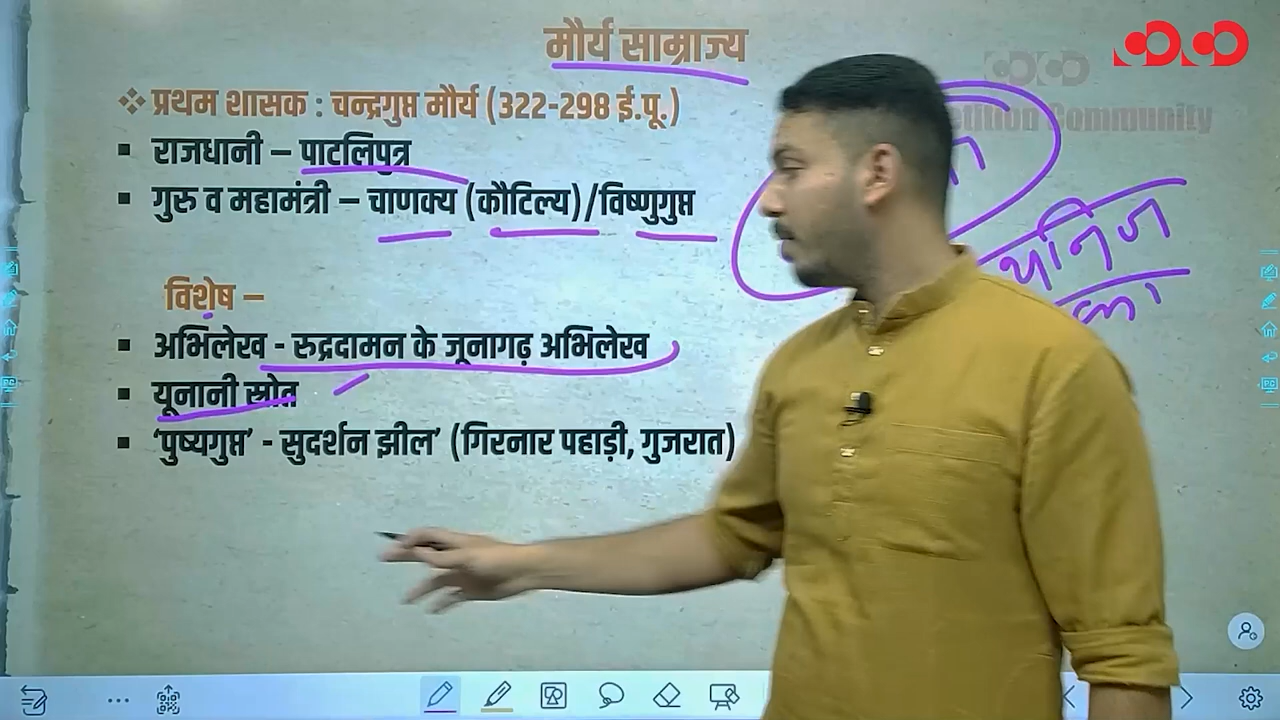 मौर्य साम्राज्य
❖ प्रथम शासक : चन्द्रगुप्त मौर्य (322-298 ई.पू.)
▪ राजधानी – पाटलिपुत्र
▪ गुरु व महामंत्री – चाणक्य (कौटिल्य)/विष्णुगुप्त
विशेष –
▪ अभिलेख - रुद्रदामन के जूनागढ़ अभिलेख
▪ यूनानी स्रोत
▪ ‘पुष्यगुप्त’ - सुदर्शन झील’ (गिरनार पहाड़ी, गुजरात)
Community